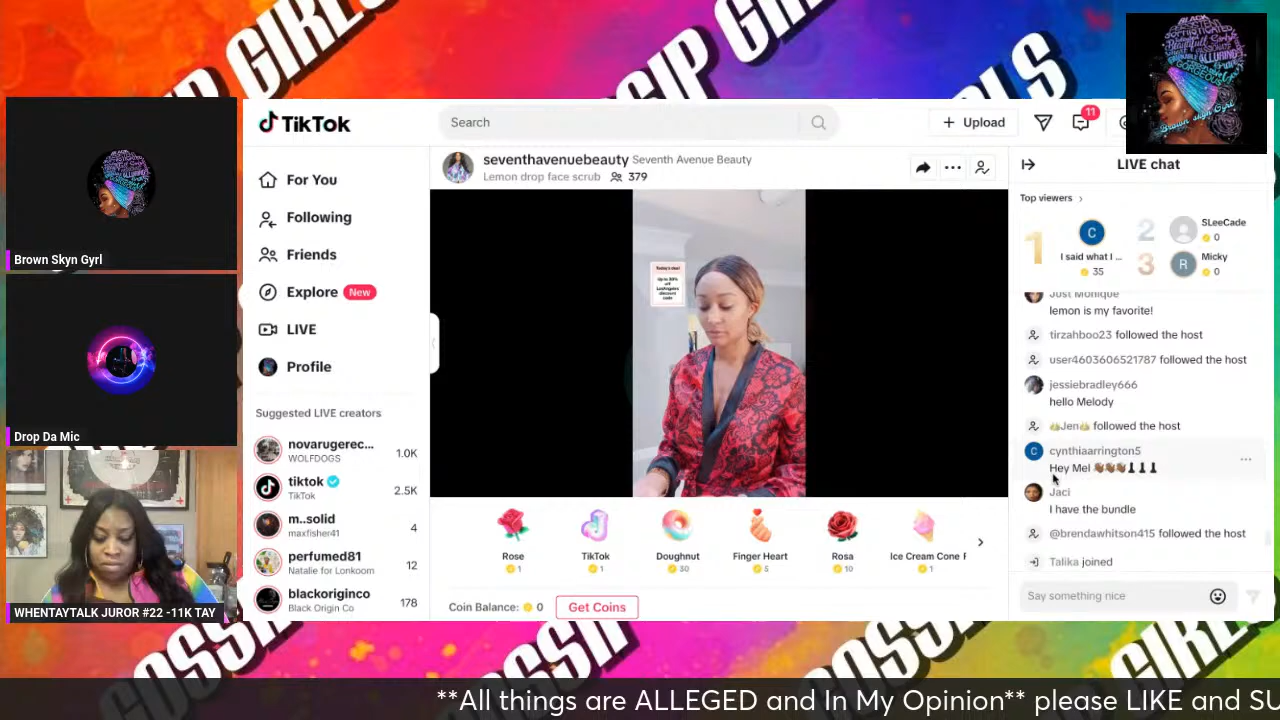 GOSSIP GIRLS
Brown Skyn Gyrl
Drop Da Mic
WHENTAYTALK JUROR #22 -11K TAY
TikTok
Search
Upload
11
For You
Following
Friends
Explore New
LIVE
Profile
Suggested LIVE creators
novarugerec...
WOLFDOGS
1.0K
tiktok
TikTok
2.5K
m..solid
maxfisher41
4
perfumed81
Natalie for Lonkoom
12
blackoriginco
Black Origin Co
178
seventhavenuebeauty Seventh Avenue Beauty
Lemon drop face scrub 379
Rose
1
TikTok
1
Doughnut
30
Finger Heart
5
Rosa
10
Ice Cream Cone
1
Coin Balance: 0 Get Coins
LIVE chat
Top viewers
1
C
I said what I ...
35
2
SLeeCade
0
3
R
Micky
0
Just Monique
lemon is my favorite!
tirzahboo23 followed the host
user4603606521787 followed the host
jessiebradley666
hello Melody
Jen followed the host
C
cynthiaarrington5
Hey Mel
Jaci
I have the bundle
@brendawhitson415 followed the host
Talika joined
Say something nice
**All things are ALLEGED and In My Opinion** please LIKE and SU